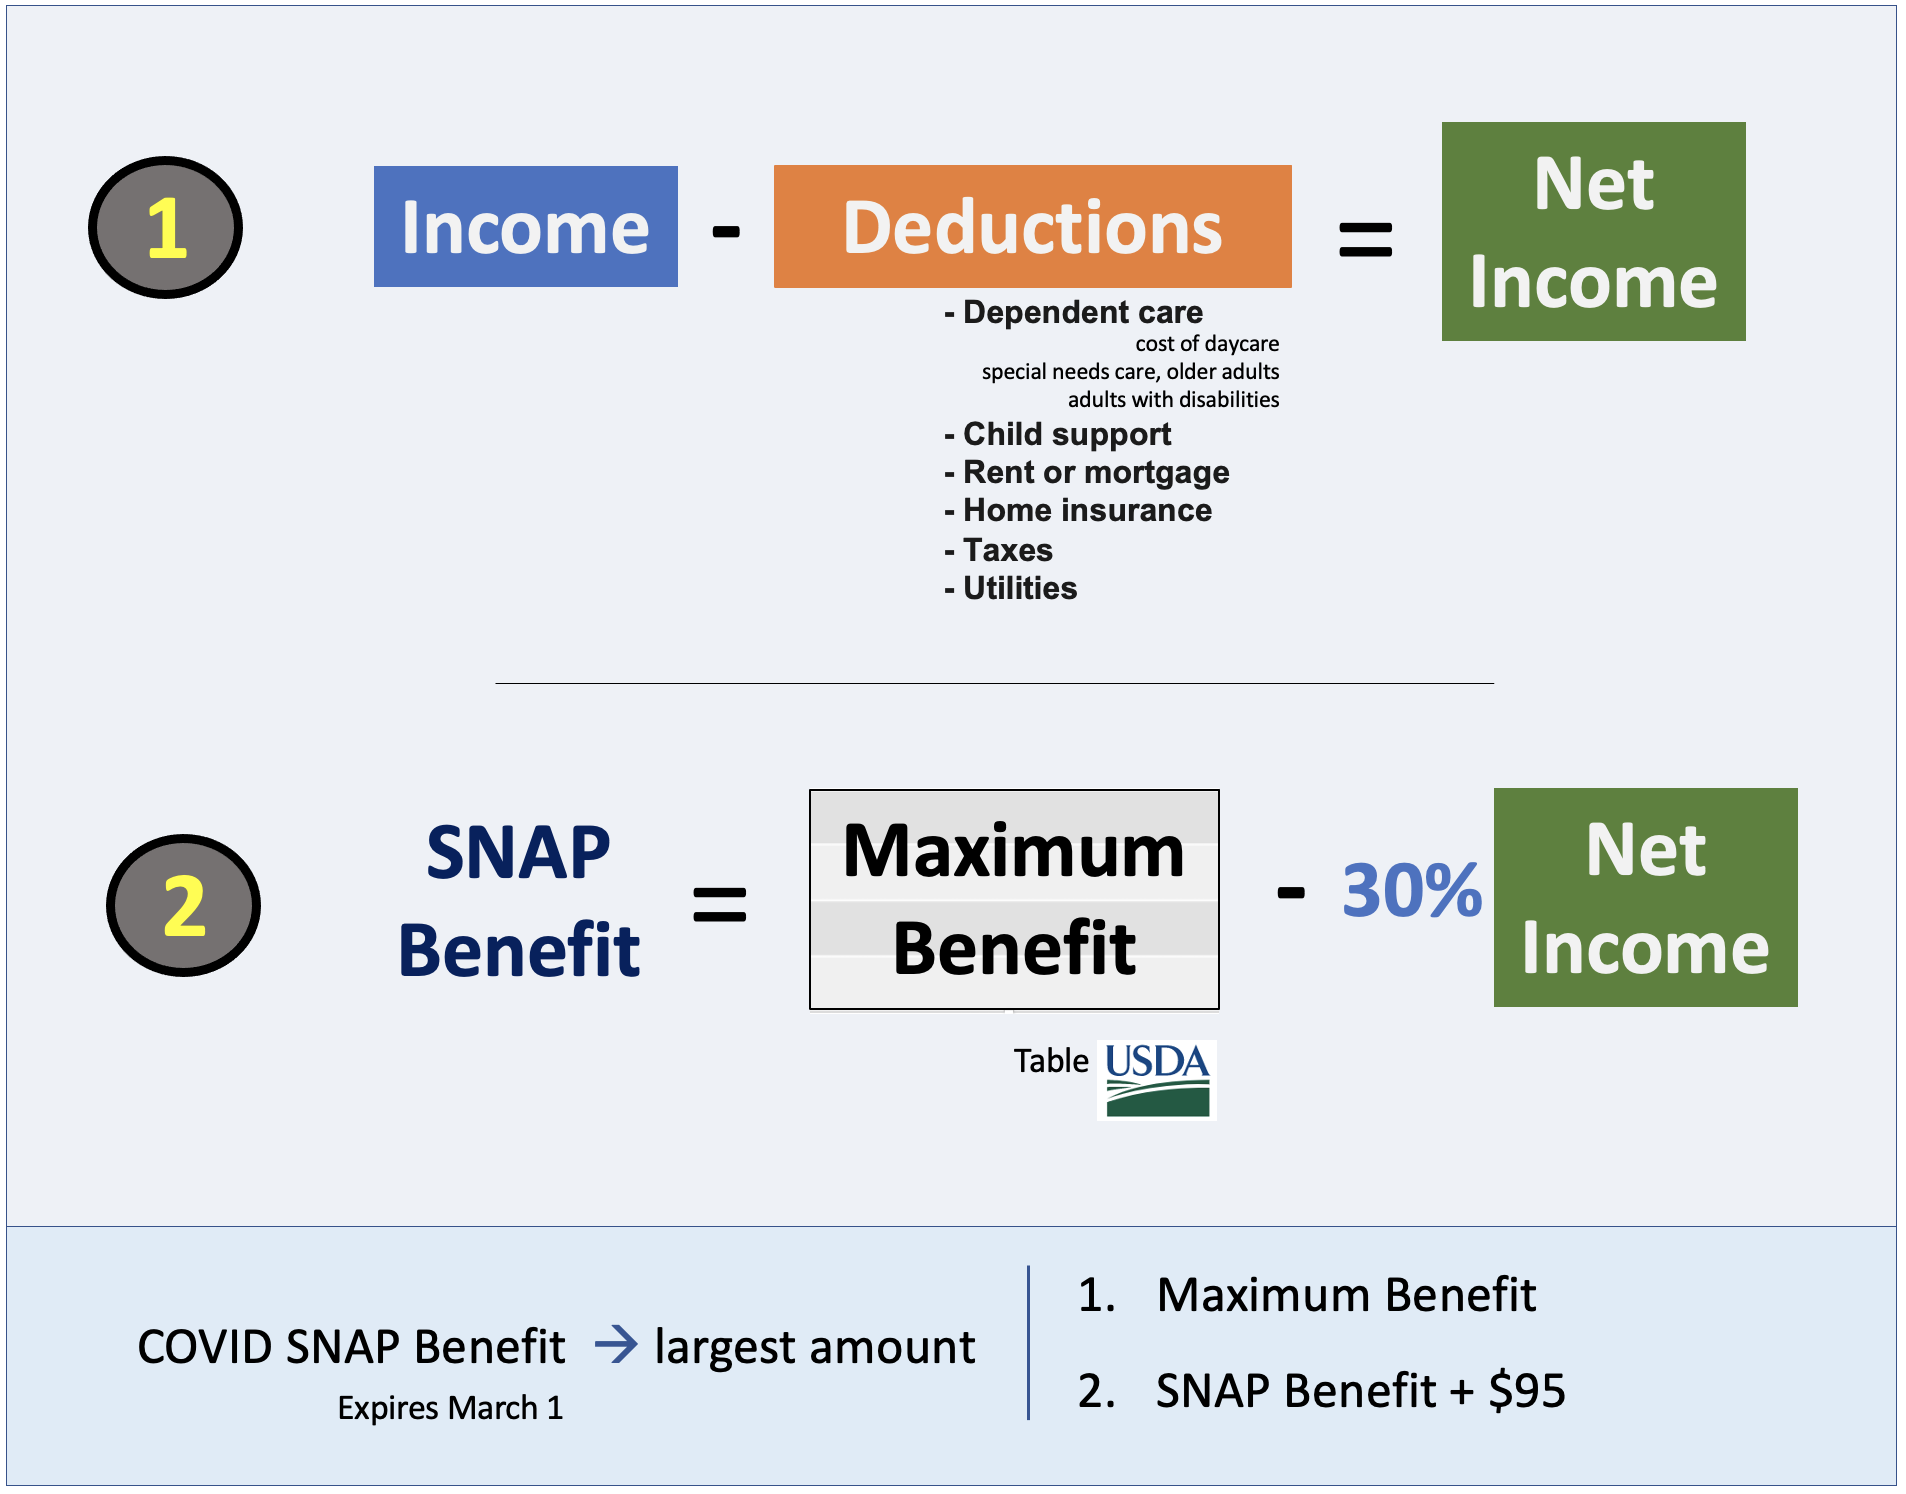 1
Income - Deductions = Net Income
- Dependent care
cost of daycare
special needs care, older adults
adults with disabilities
- Child support
- Rent or mortgage
- Home insurance
- Taxes
- Utilities
2
SNAP Benefit = Maximum Benefit - 30% Net Income
Table USDA
COVID SNAP Benefit → largest amount
Expires March 1
1. Maximum Benefit
2. SNAP Benefit + $95